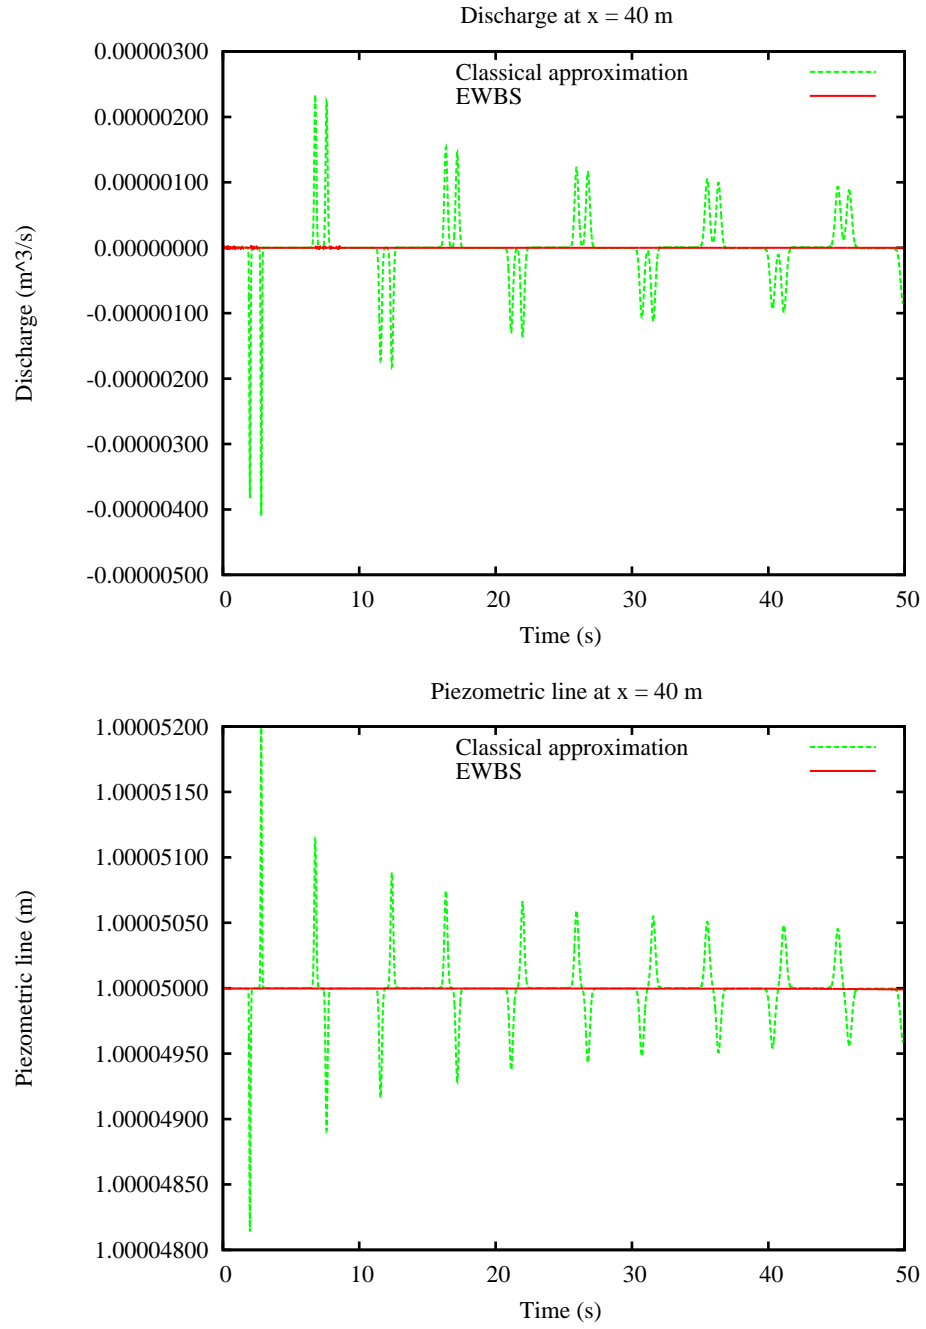 Discharge at x = 40 m
0.00000300
Classical approximation
EWBS
0.00000200
0.00000100
0.00000000
-0.00000100
-0.00000200
-0.00000300
-0.00000400
-0.00000500
Discharge (m^3/s)
0 10 20 30 40 50
Time (s)
Piezometric line at x = 40 m
1.00005200
Classical approximation
EWBS
1.00005150
1.00005100
1.00005050
1.00005000
1.00004950
1.00004900
1.00004850
1.00004800
Piezometric line (m)
0 10 20 30 40 50
Time (s)